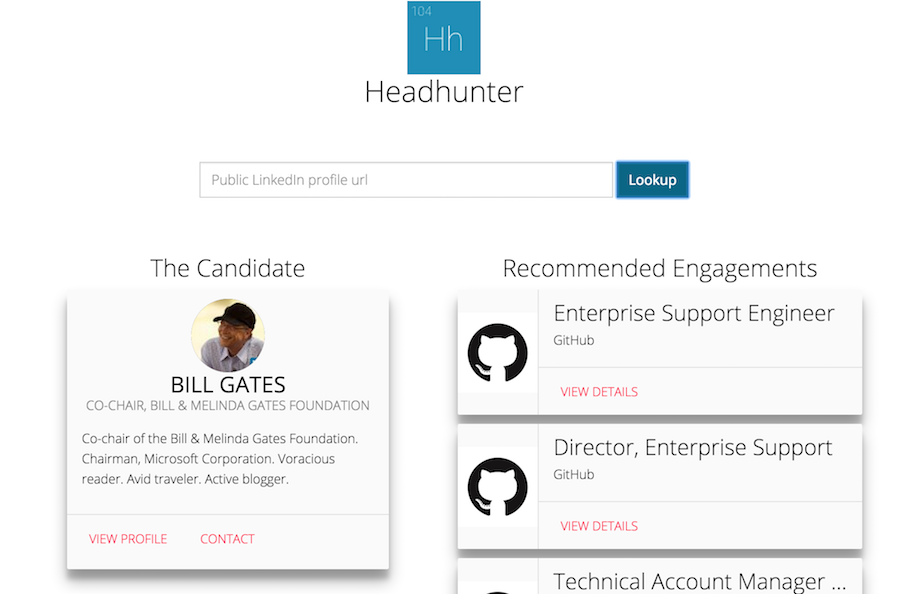 104
Hh
Headhunter
Public LinkedIn profile url
Lookup
The Candidate
BILL GATES
CO-CHAIR, BILL & MELINDA GATES FOUNDATION
Co-chair of the Bill & Melinda Gates Foundation.
Chairman, Microsoft Corporation. Voracious
reader. Avid traveler. Active blogger.
VIEW PROFILE
CONTACT
Recommended Engagements
Enterprise Support Engineer
GitHub
VIEW DETAILS
Director, Enterprise Support
GitHub
VIEW DETAILS
Technical Account Manager ...